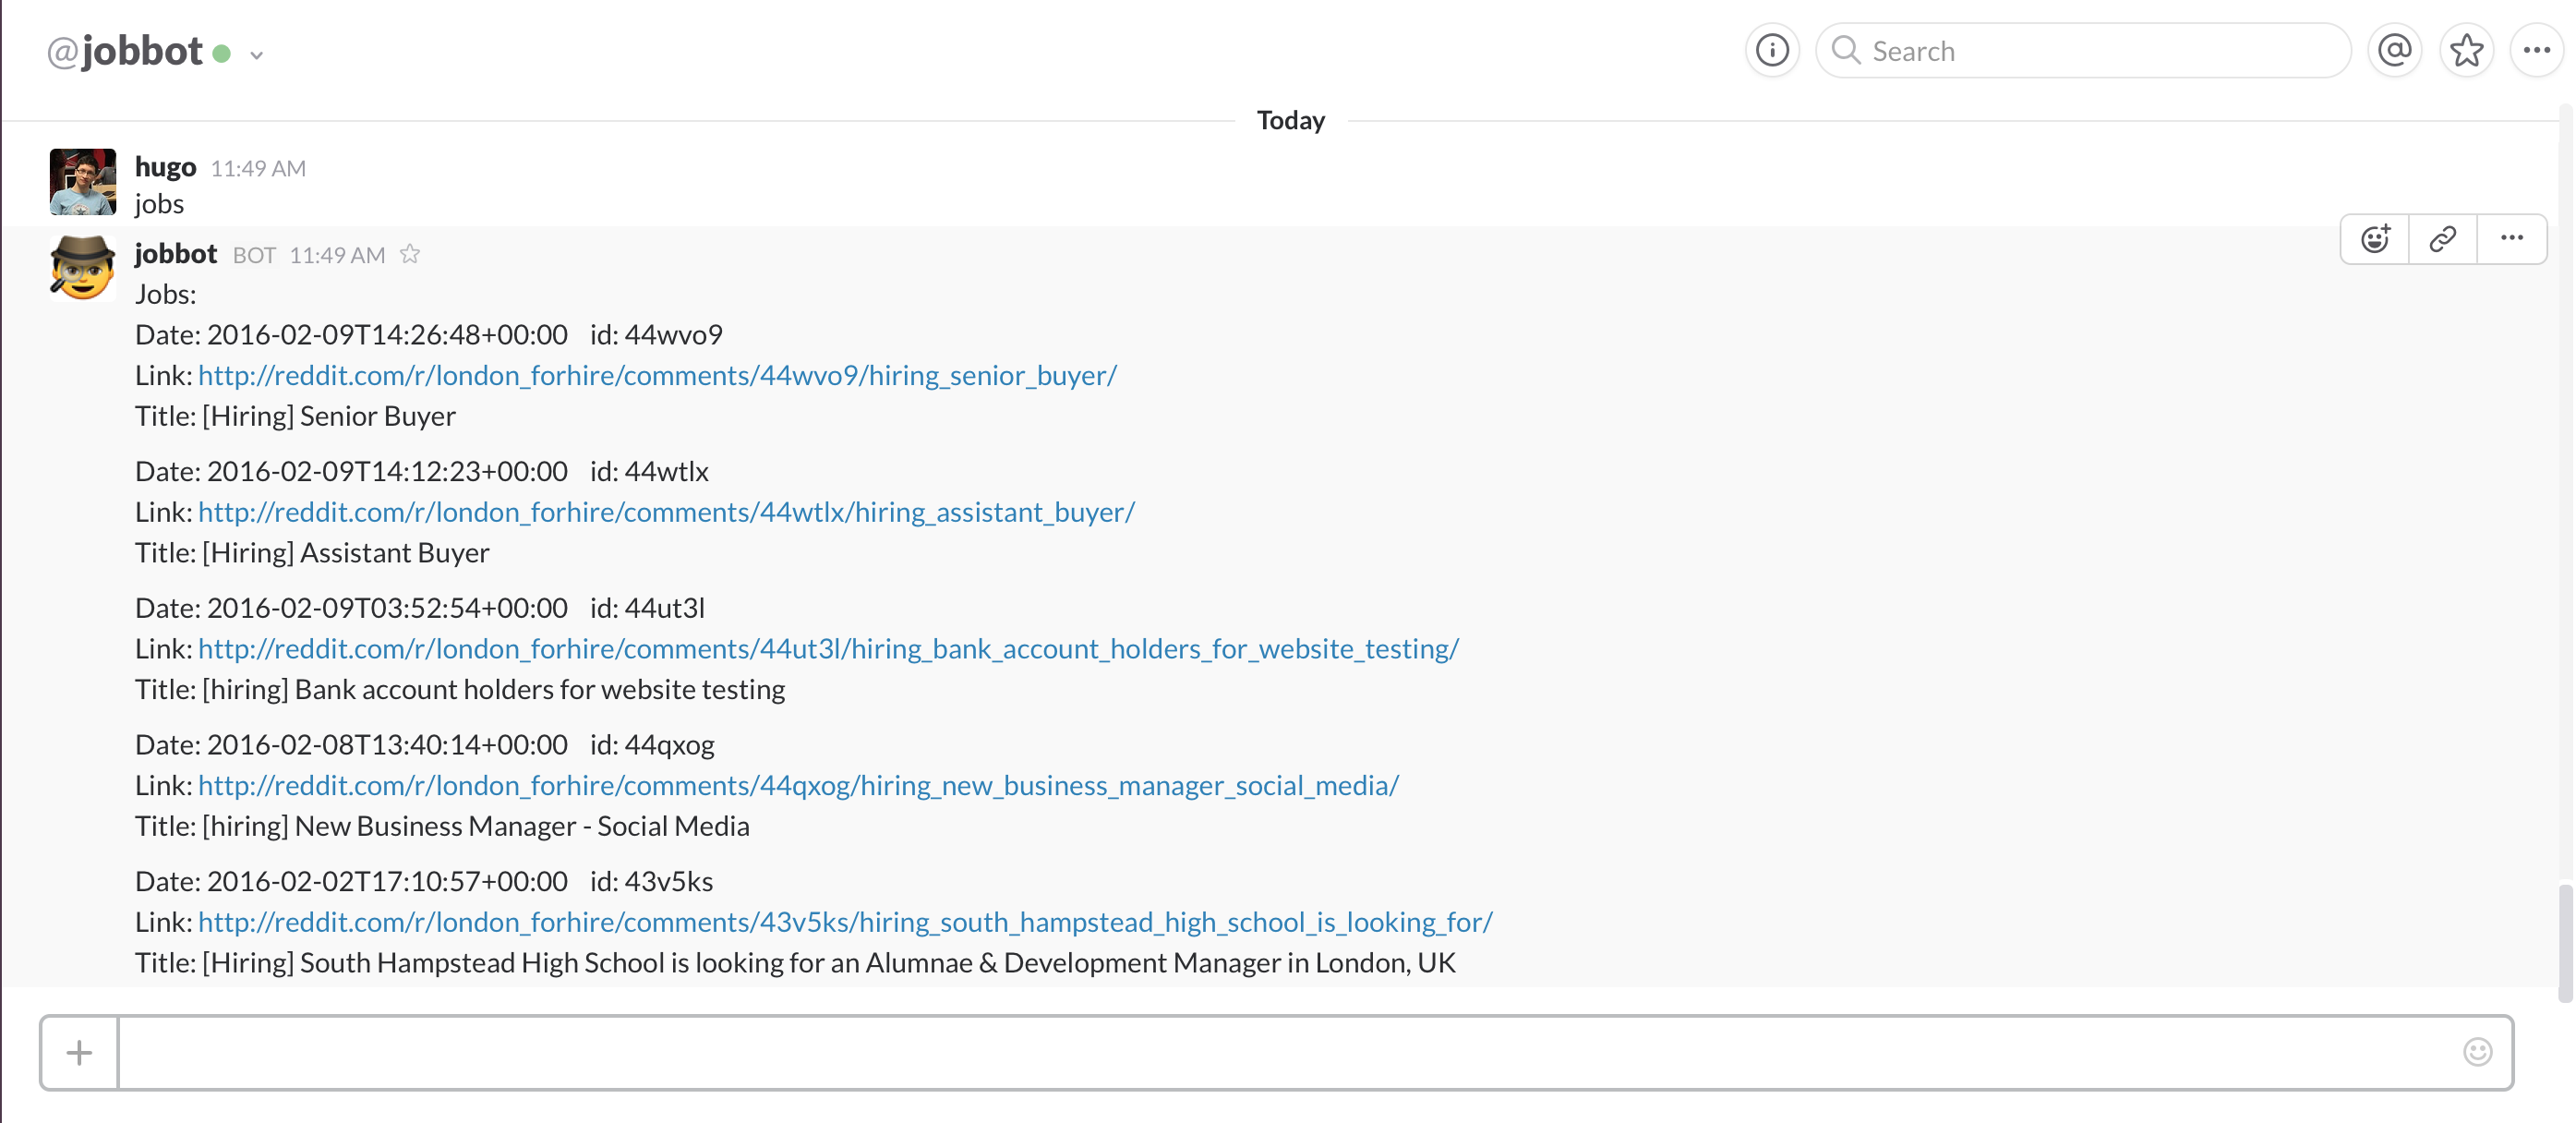 @jobbot
Search
Today
hugo 11:49 AM
jobs
jobbot BOT 11:49 AM
Jobs:
Date: 2016-02-09T14:26:48+00:00 id: 44wvo9
Link: http://reddit.com/r/london_forhire/comments/44wvo9/hiring_senior_buyer/
Title: [Hiring] Senior Buyer
Date: 2016-02-09T14:12:23+00:00 id: 44wtlx
Link: http://reddit.com/r/london_forhire/comments/44wtlx/hiring_assistant_buyer/
Title: [Hiring] Assistant Buyer
Date: 2016-02-09T03:52:54+00:00 id: 44ut3l
Link: http://reddit.com/r/london_forhire/comments/44ut3l/hiring_bank_account_holders_for_website_testing/
Title: [hiring] Bank account holders for website testing
Date: 2016-02-08T13:40:14+00:00 id: 44qxog
Link: http://reddit.com/r/london_forhire/comments/44qxog/hiring_new_business_manager_social_media/
Title: [hiring] New Business Manager - Social Media
Date: 2016-02-02T17:10:57+00:00 id: 43v5ks
Link: http://reddit.com/r/london_forhire/comments/43v5ks/hiring_south_hampstead_high_school_is_looking_for/
Title: [Hiring] South Hampstead High School is looking for an Alumnae & Development Manager in London, UK